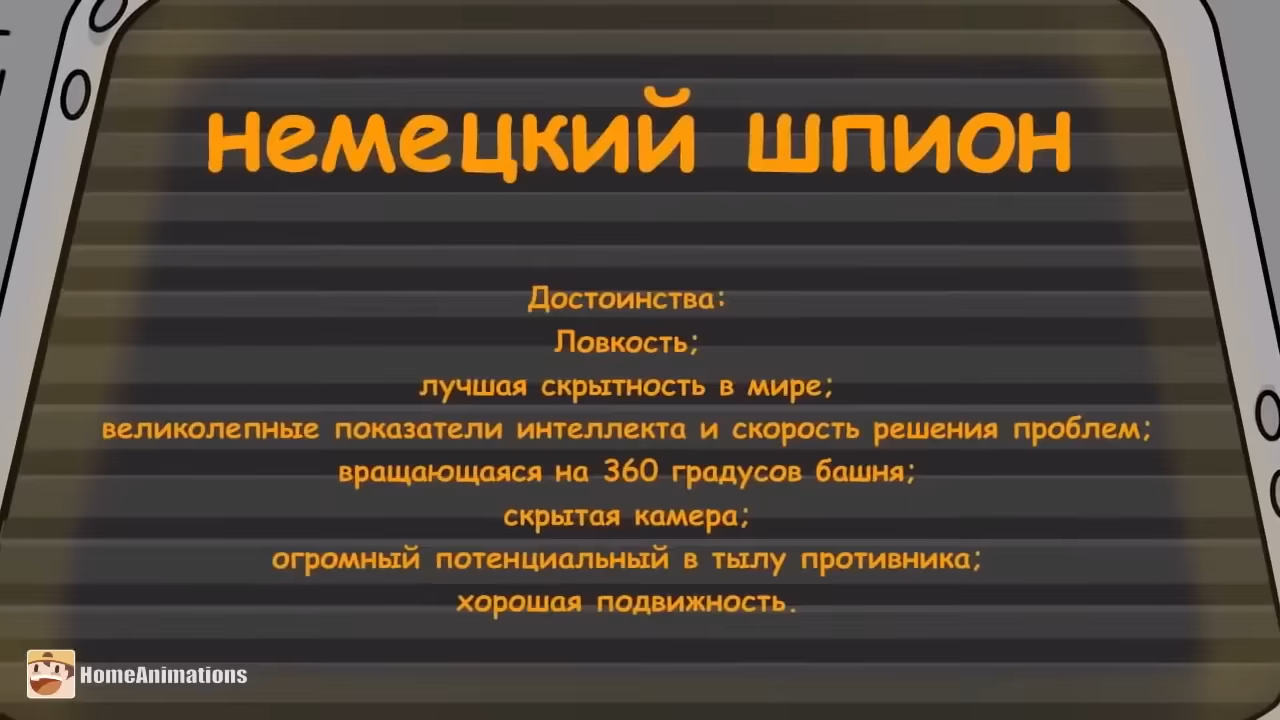 немецкий шпион
Достоинства:
Ловкость;
лучшая скрытность в мире;
великолепные показатели интеллекта и скорость решения проблем;
вращающаяся на 360 градусов башня;
скрытая камера;
огромный потенциальный в тылу противника;
хорошая подвижность.
HomeAnimations